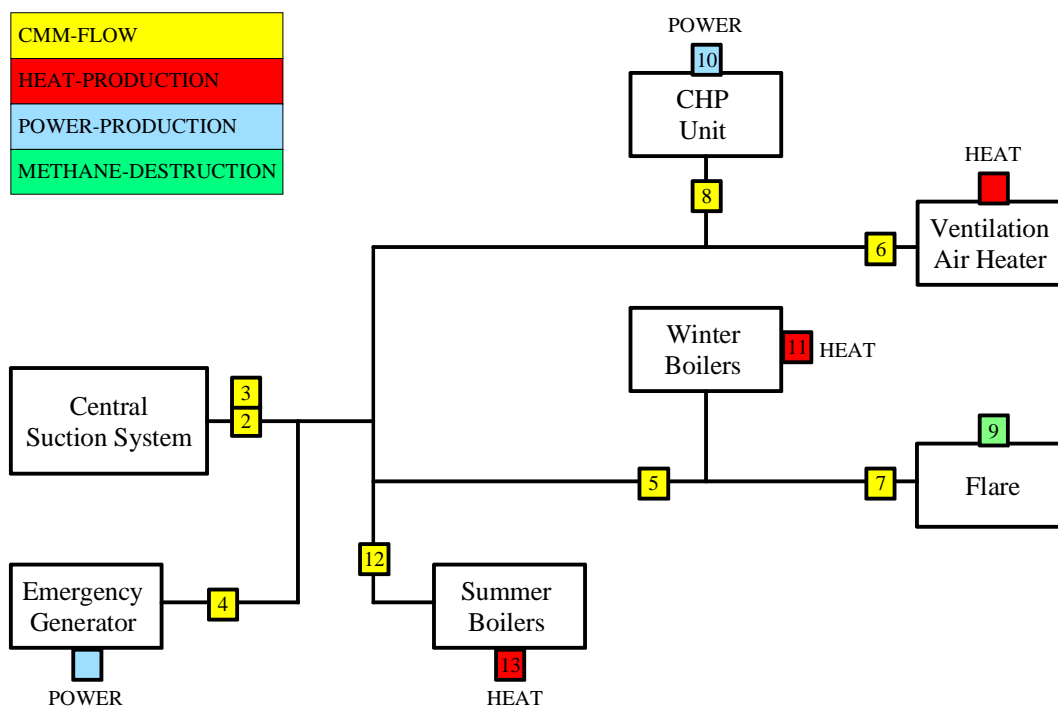 CMM-FLOW
HEAT-PRODUCTION
POWER-PRODUCTION
METHANE-DESTRUCTION
POWER
10
CHP
Unit
8
HEAT
Ventilation
Air Heater
6
Winter
Boilers
11
HEAT
3
2
Central
Suction System
9
Flare
5
7
12
Emergency
Generator
4
POWER
Summer
Boilers
13
HEAT